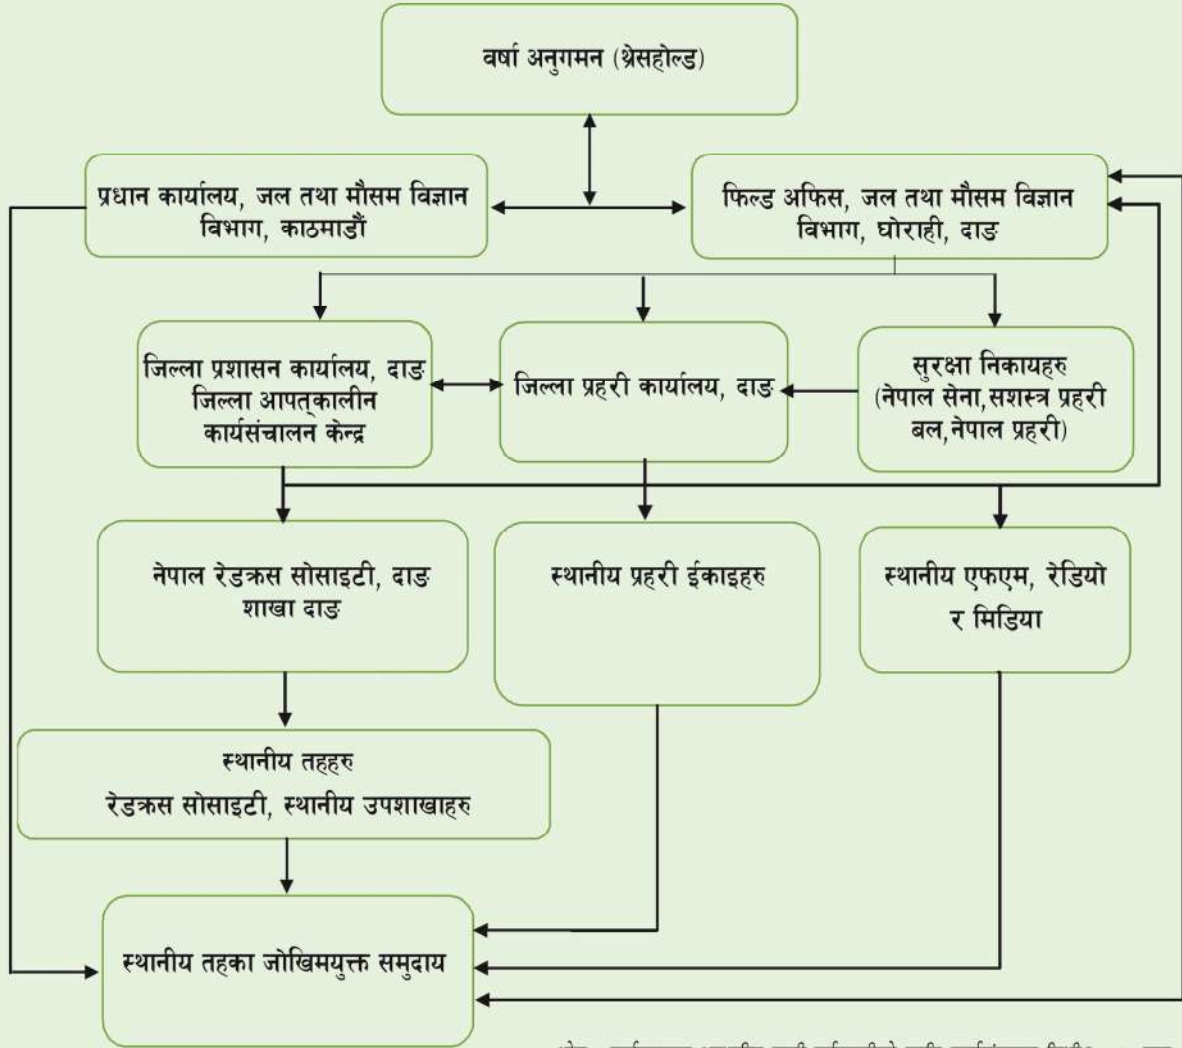 वर्षा अनुगमन (थ्रेसहोल्ड)
प्रधान कार्यालय, जल तथा मौसम विज्ञान
विभाग, काठमाडौं
फिल्ड अफिस, जल तथा मौसम विज्ञान
विभाग, घोराही, दाङ
जिल्ला प्रशासन कार्यालय, दाङ
जिल्ला आपत्कालीन
कार्यसंचालन केन्द्र
जिल्ला प्रहरी कार्यालय, दाङ
सुरक्षा निकायहरु
(नेपाल सेना,सशस्त्र प्रहरी
बल,नेपाल प्रहरी)
नेपाल रेडक्रस सोसाइटी, दाङ
शाखा दाङ
स्थानीय प्रहरी ईकाइहरु
स्थानीय एफएम, रेडियो
र मिडिया
स्थानीय तहहरु
रेडक्रस सोसाइटी, स्थानीय उपशाखाहरु
स्थानीय तहका जोखिमयुक्त समुदाय